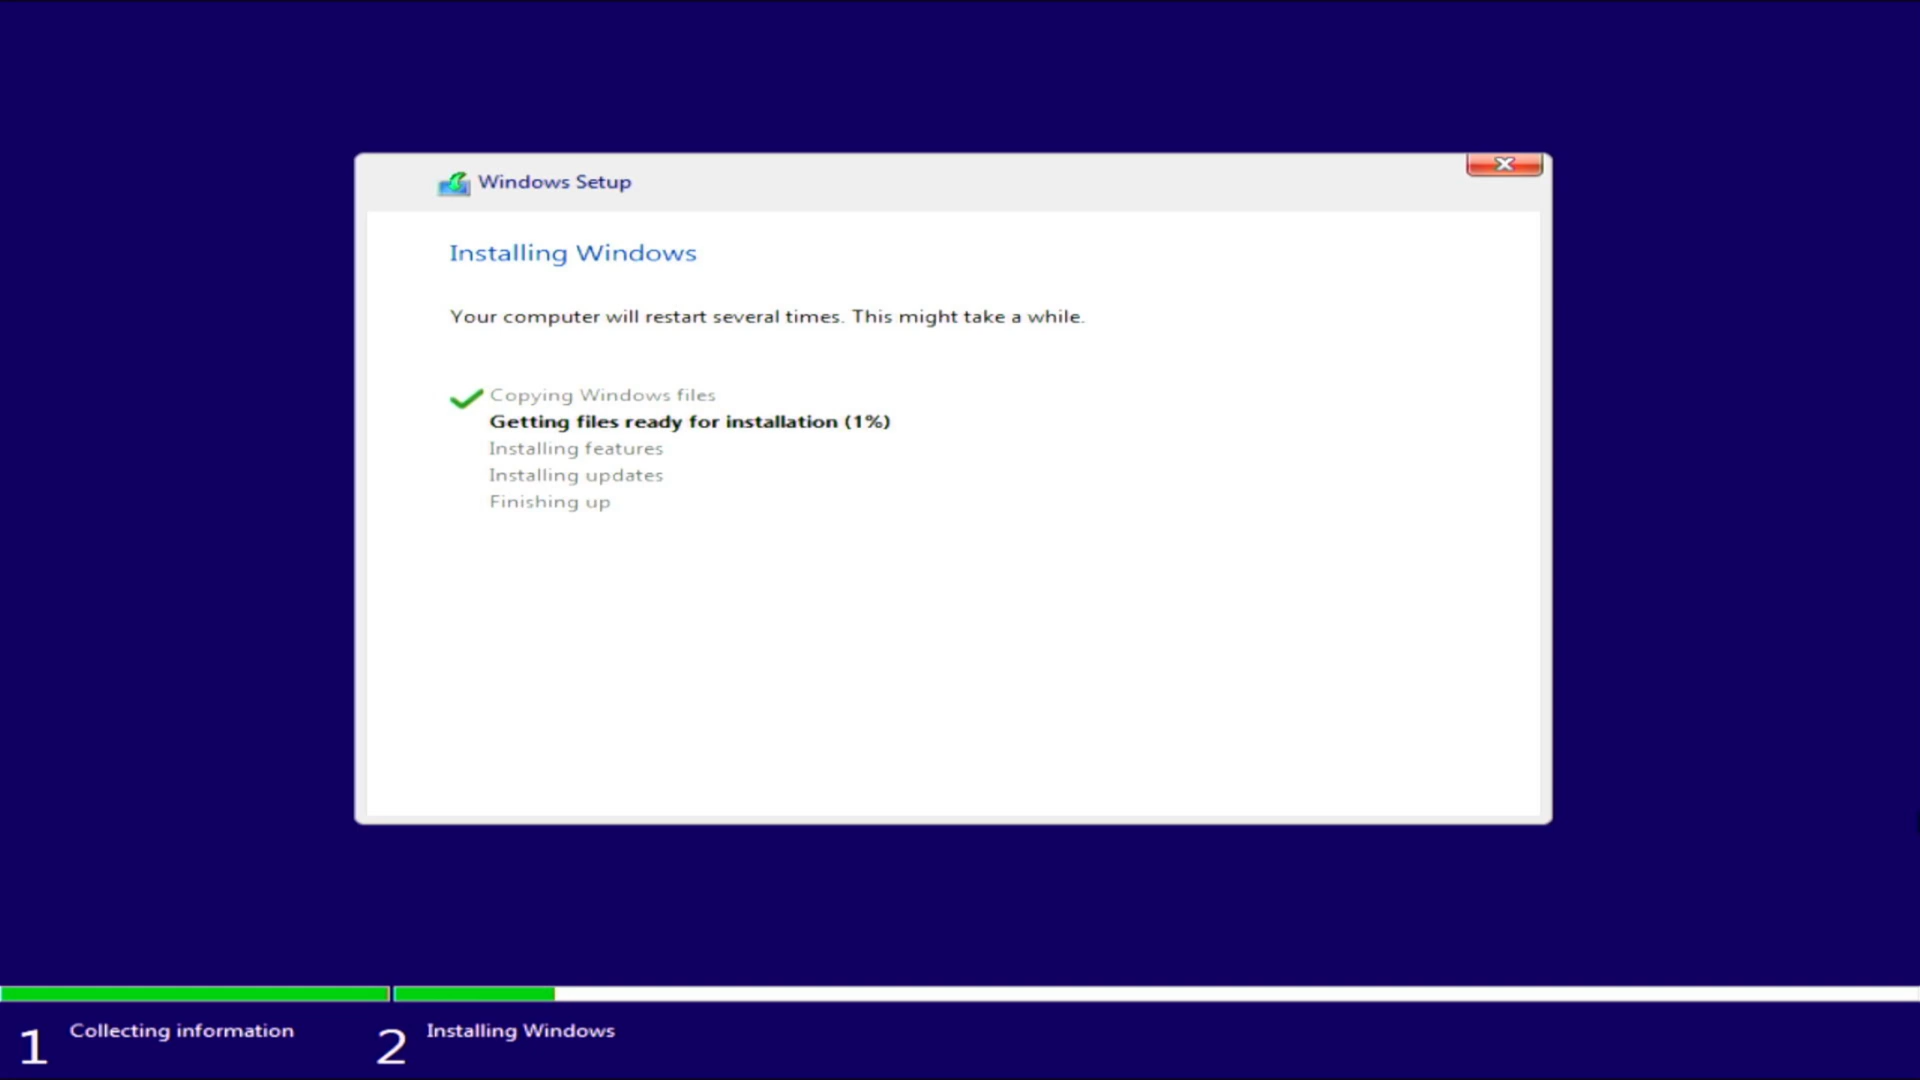 Windows Setup
Installing Windows
Your computer will restart several times. This might take a while.
Copying Windows files
Getting files ready for installation (1%)
Installing features
Installing updates
Finishing up
1 Collecting information
2 Installing Windows